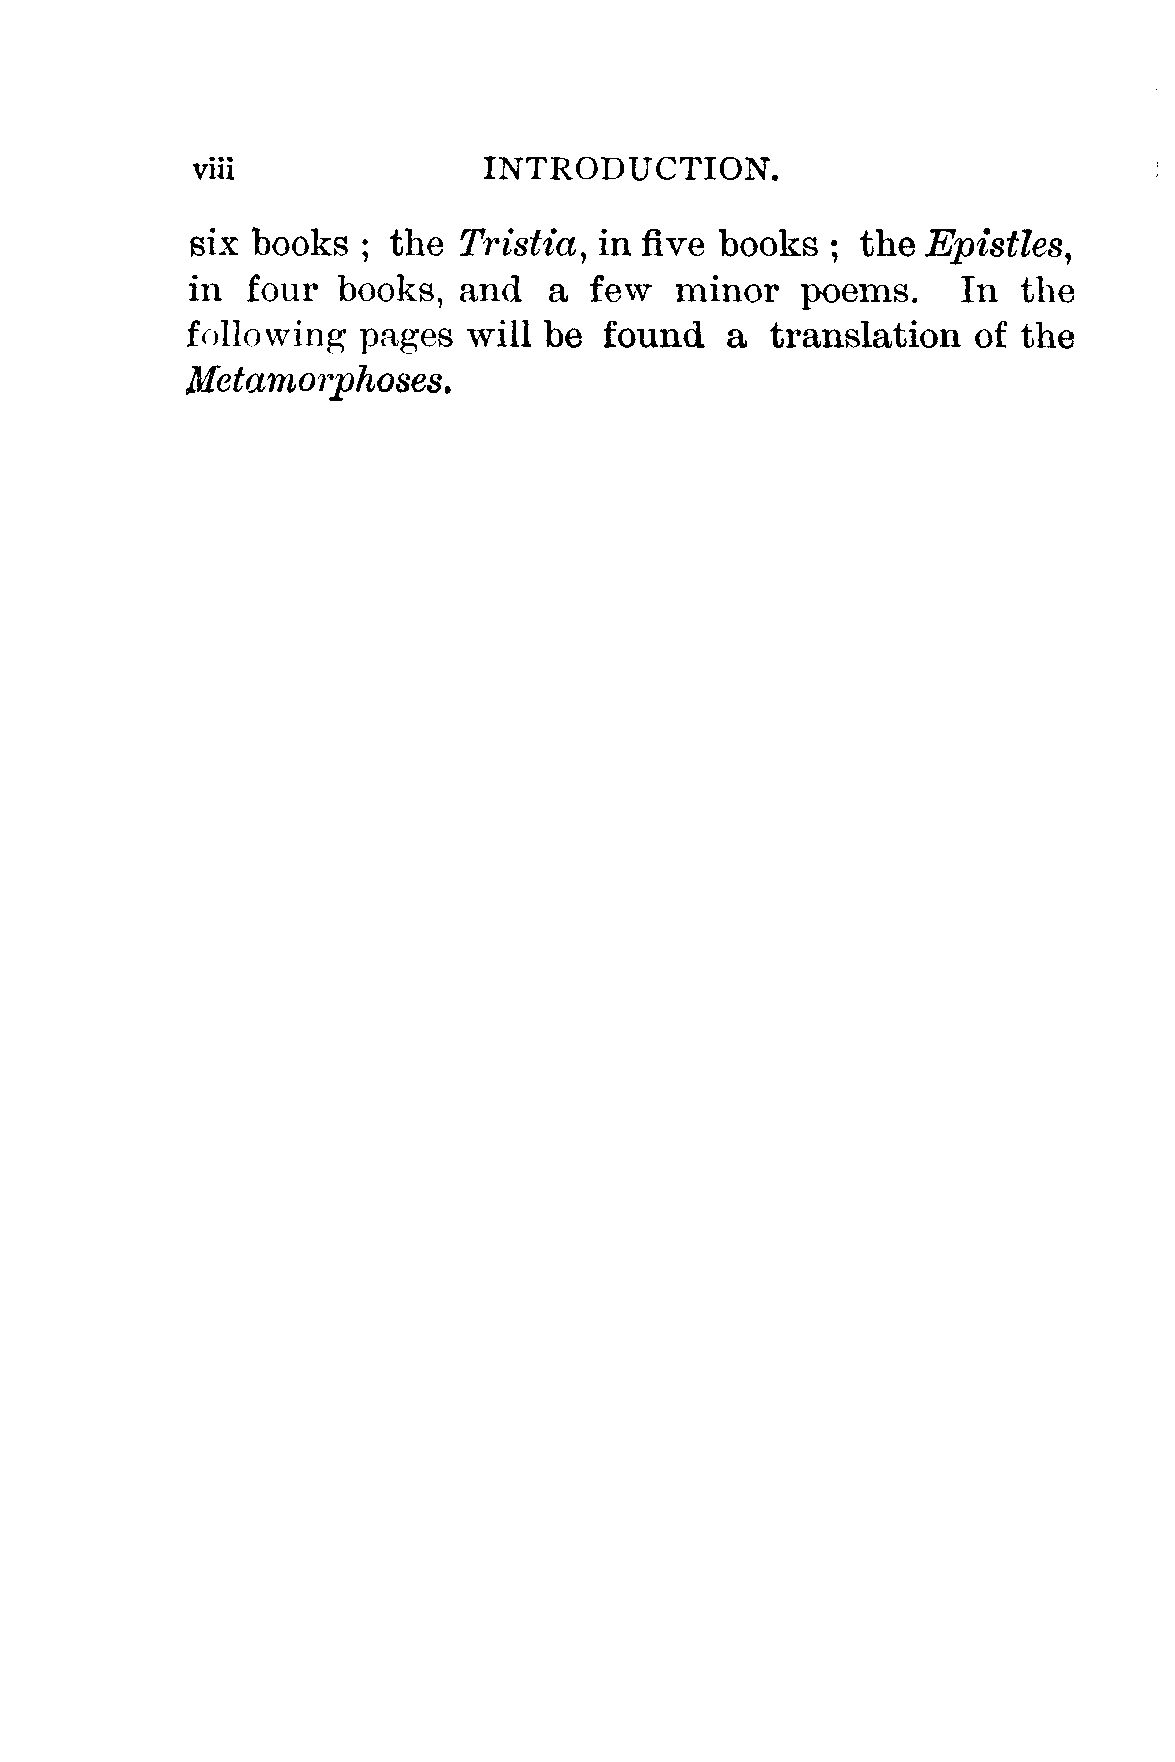 viii INTRODUCTION.
six books ; the Tristia, in five books ; the Epistles,
in four books, and a few minor poems. In the
following pages will be found a translation of the
Metamorphoses.